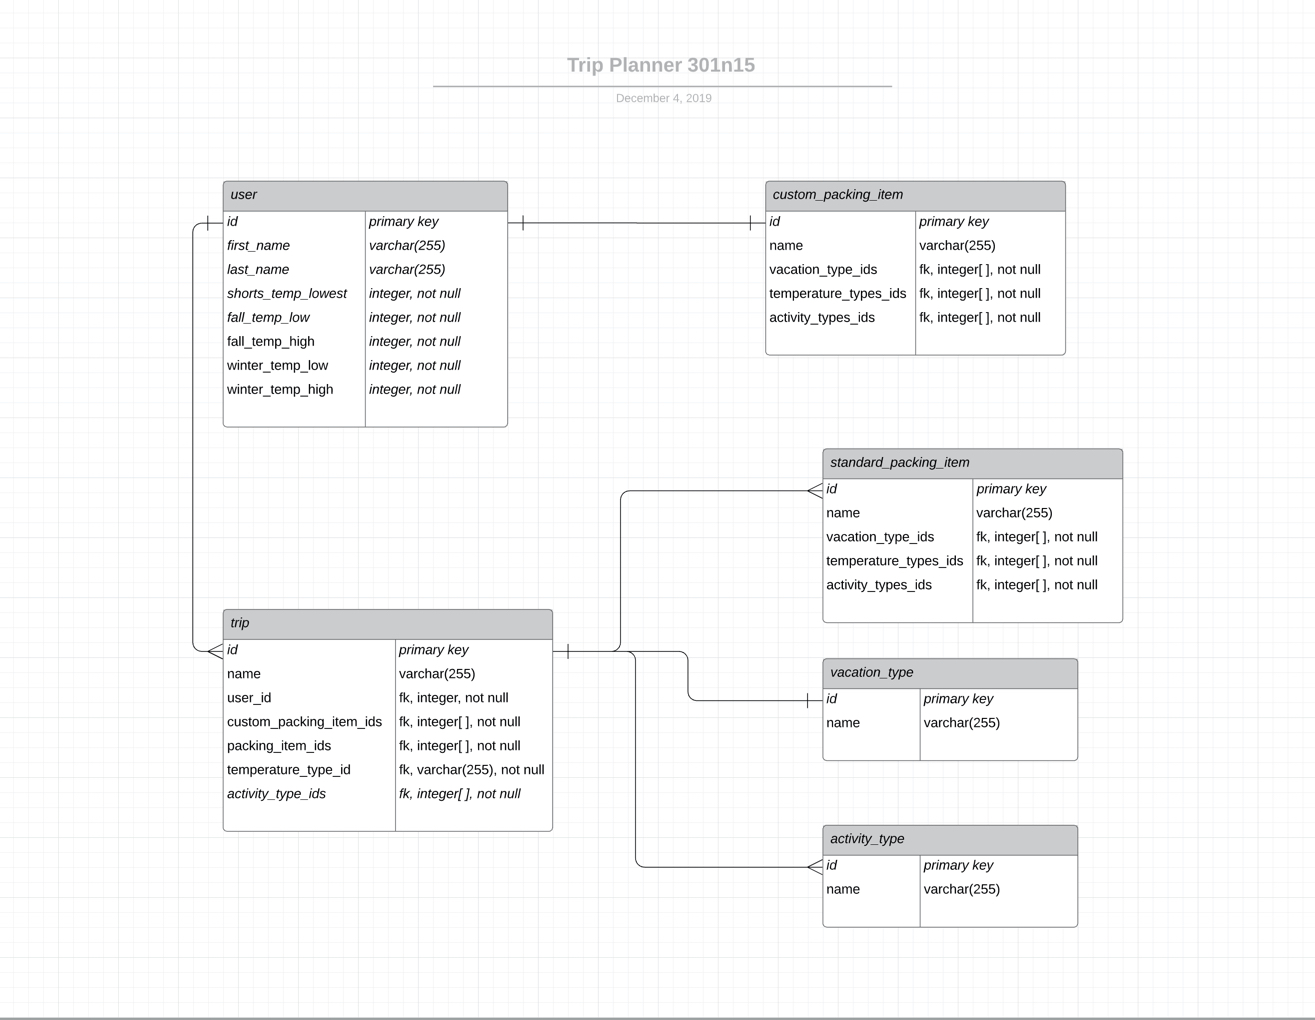 Trip Planner 301n15
December 4, 2019
user
id primary key
first_name varchar(255)
last_name varchar(255)
shorts_temp_lowest integer, not null
fall_temp_low integer, not null
fall_temp_high integer, not null
winter_temp_low integer, not null
winter_temp_high integer, not null
custom_packing_item
id primary key
name varchar(255)
vacation_type_ids fk, integer[ ], not null
temperature_types_ids fk, integer[ ], not null
activity_types_ids fk, integer[ ], not null
standard_packing_item
id primary key
name varchar(255)
vacation_type_ids fk, integer[ ], not null
temperature_types_ids fk, integer[ ], not null
activity_types_ids fk, integer[ ], not null
trip
id primary key
name varchar(255)
user_id fk, integer, not null
custom_packing_item_ids fk, integer[ ], not null
packing_item_ids fk, integer[ ], not null
temperature_type_id fk, varchar(255), not null
activity_type_ids fk, integer[ ], not null
vacation_type
id primary key
name varchar(255)
activity_type
id primary key
name varchar(255)